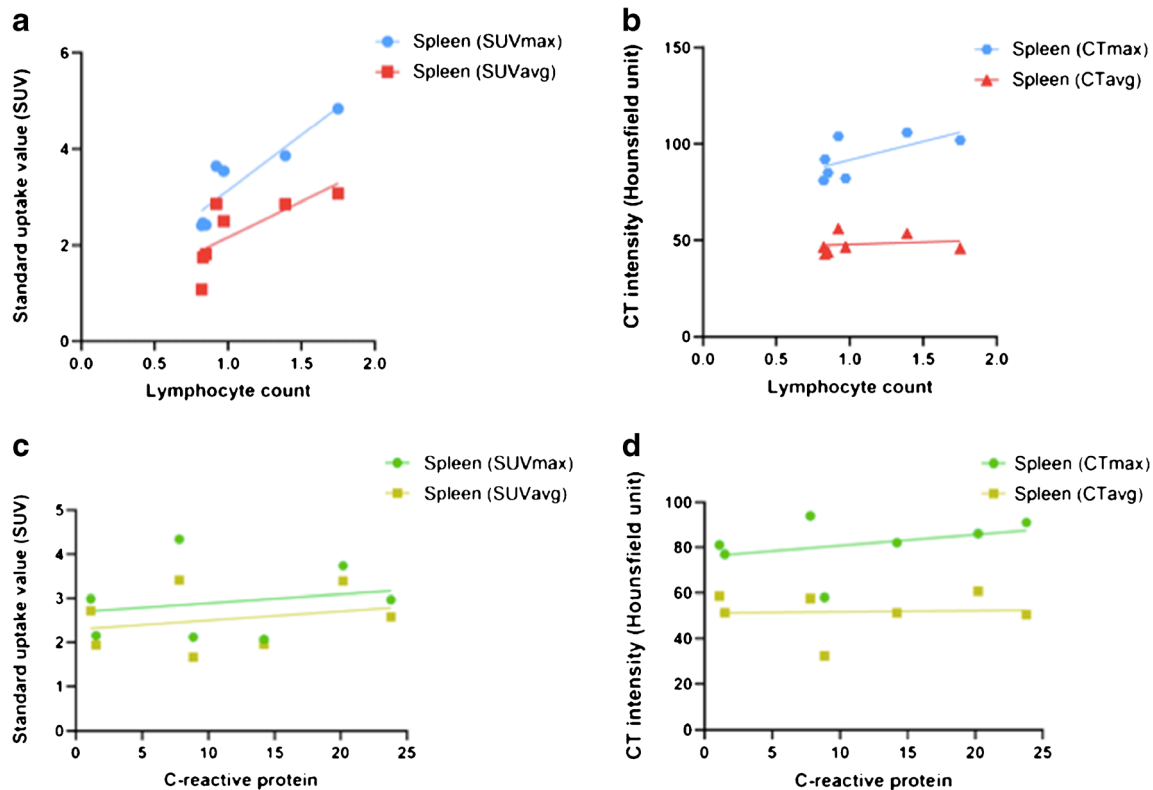 a
Spleen (SUVmax)
Spleen (SUVavg)
Standard uptake value (SUV)
6
4
2
0
0.0 0.5 1.0 1.5 2.0
Lymphocyte count
b
Spleen (CTmax)
Spleen (CTavg)
CT intensity (Hounsfield unit)
150
100
50
0
0.0 0.5 1.0 1.5 2.0
Lymphocyte count
c
Spleen (SUVmax)
Spleen (SUVavg)
Standard uptake value (SUV)
5
4
3
2
1
0
0 5 10 15 20 25
C-reactive protein
d
Spleen (CTmax)
Spleen (CTavg)
CT intensity (Hounsfield unit)
100
80
60
40
20
0
0 5 10 15 20 25
C-reactive protein